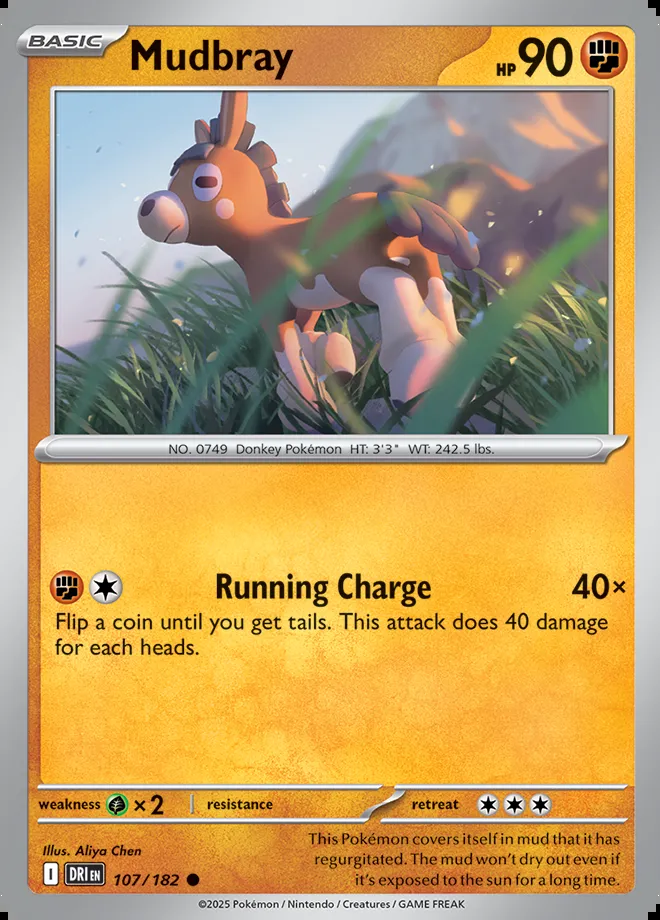 BASIC
Mudbray
HP 90
NO. 0749 Donkey Pokémon HT: 3'3" WT: 242.5 lbs.
Running Charge 40×
Flip a coin until you get tails. This attack does 40 damage
for each heads.
weakness ×2 resistance retreat
Illus. Aliya Chen
This Pokémon covers itself in mud that it has
regurgitated. The mud won't dry out even if
it's exposed to the sun for a long time.
I DRI EN 107/182
©2025 Pokémon / Nintendo / Creatures / GAME FREAK